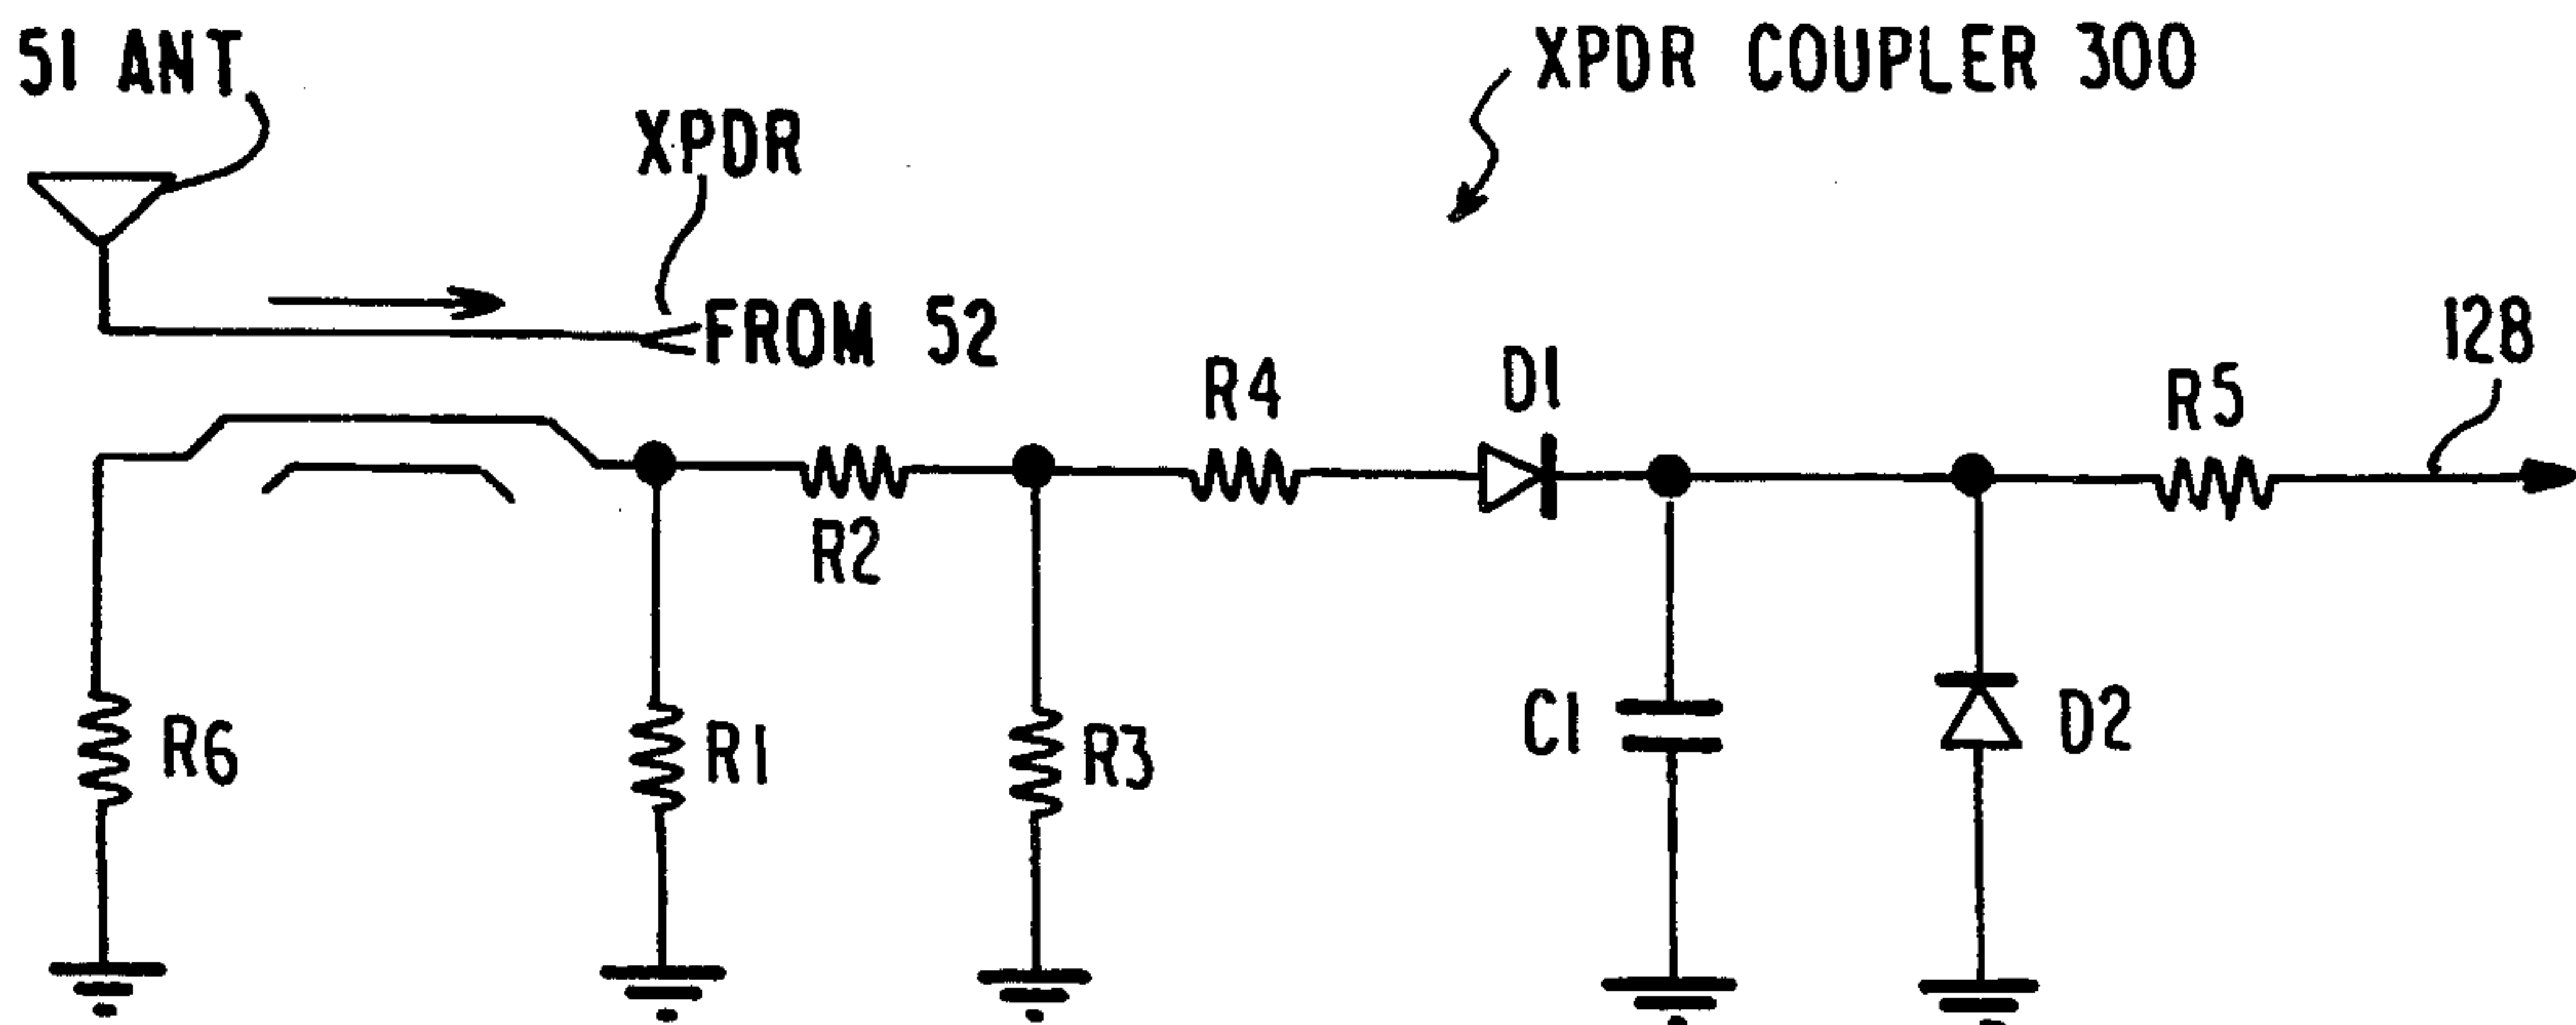 51 ANT
XPDR COUPLER 300
XPDR
FROM 52
128
R4
D1
R5
R2
R6
R1
R3
C1
D2